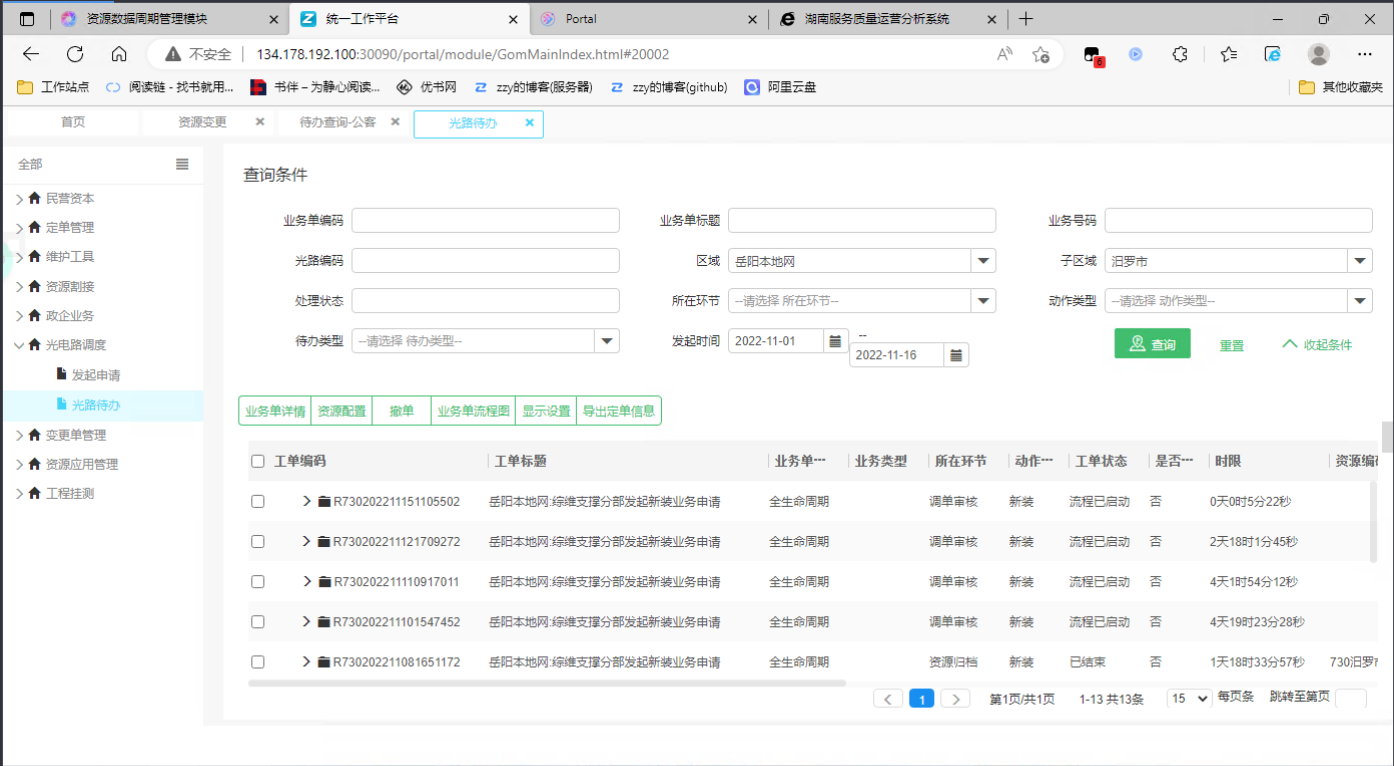 资源数据周期管理模块
统一工作平台
Portal
湖南服务质量运营分析系统
不安全 134.178.192.100:30090/portal/module/GomMainIndex.html#20002
6
工作站点 阅读链 - 找书就用... 书伴 – 为静心阅读... 优书网 zzy的博客(服务器) zzy的博客(github) 阿里云盘 其他收藏夹
首页 资源变更 待办查询-公客 光路待办
全部
民营资本
定单管理
维护工具
资源割接
政企业务
光电路调度
发起申请
光路待办
变更单管理
资源应用管理
工程挂测
查询条件
业务单编码 业务单标题 业务号码
光路编码 区域 岳阳本地网 子区域 汨罗市
处理状态 所在环节 --请选择 所在环节-- 动作类型 --请选择 动作类型--
待办类型 --请选择 待办类型-- 发起时间 2022-11-01 -- 2022-11-16 查询 重置 收起条件
业务单详情 资源配置 撤单 业务单流程图 显示设置 导出定单信息
工单编码 工单标题 业务单··· 业务类型 所在环节 动作··· 工单状态 是否··· 时限 资源编码
R730202211151105502 岳阳本地网:综维支撑分部发起新装业务申请 全生命周期 调单审核 新装 流程已启动 否 0天0时5分22秒
R730202211121709272 岳阳本地网:综维支撑分部发起新装业务申请 全生命周期 调单审核 新装 流程已启动 否 2天18时1分45秒
R730202211110917011 岳阳本地网:综维支撑分部发起新装业务申请 全生命周期 调单审核 新装 流程已启动 否 4天1时54分12秒
R730202211101547452 岳阳本地网:综维支撑分部发起新装业务申请 全生命周期 调单审核 新装 流程已启动 否 4天19时23分28秒
R730202211081651172 岳阳本地网:综维支撑分部发起新装业务申请 全生命周期 资源归档 新装 已结束 否 1天18时33分57秒 730汨罗市
1 第1页/共1页 1-13 共13条 15 每页条 跳转至第页